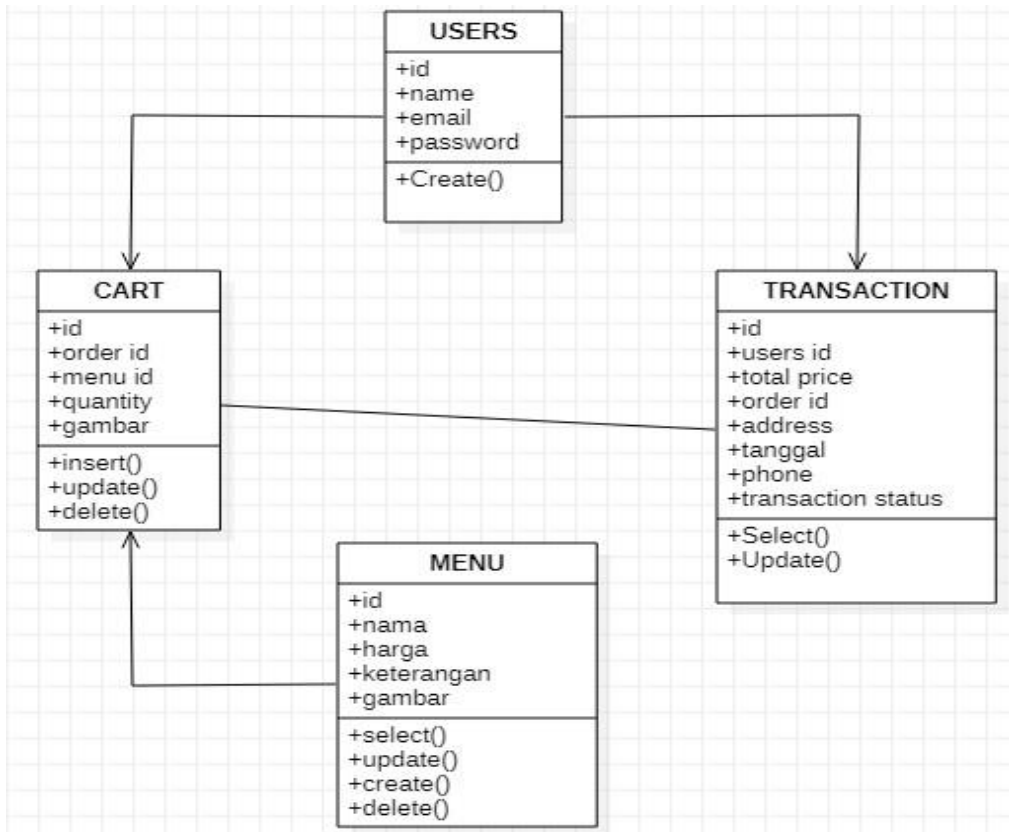 USERS
+id
+name
+email
+password
+Create()
CART
+id
+order id
+menu id
+quantity
+gambar
+insert()
+update()
+delete()
TRANSACTION
+id
+users id
+total price
+order id
+address
+tanggal
+phone
+transaction status
+Select()
+Update()
MENU
+id
+nama
+harga
+keterangan
+gambar
+select()
+update()
+create()
+delete()